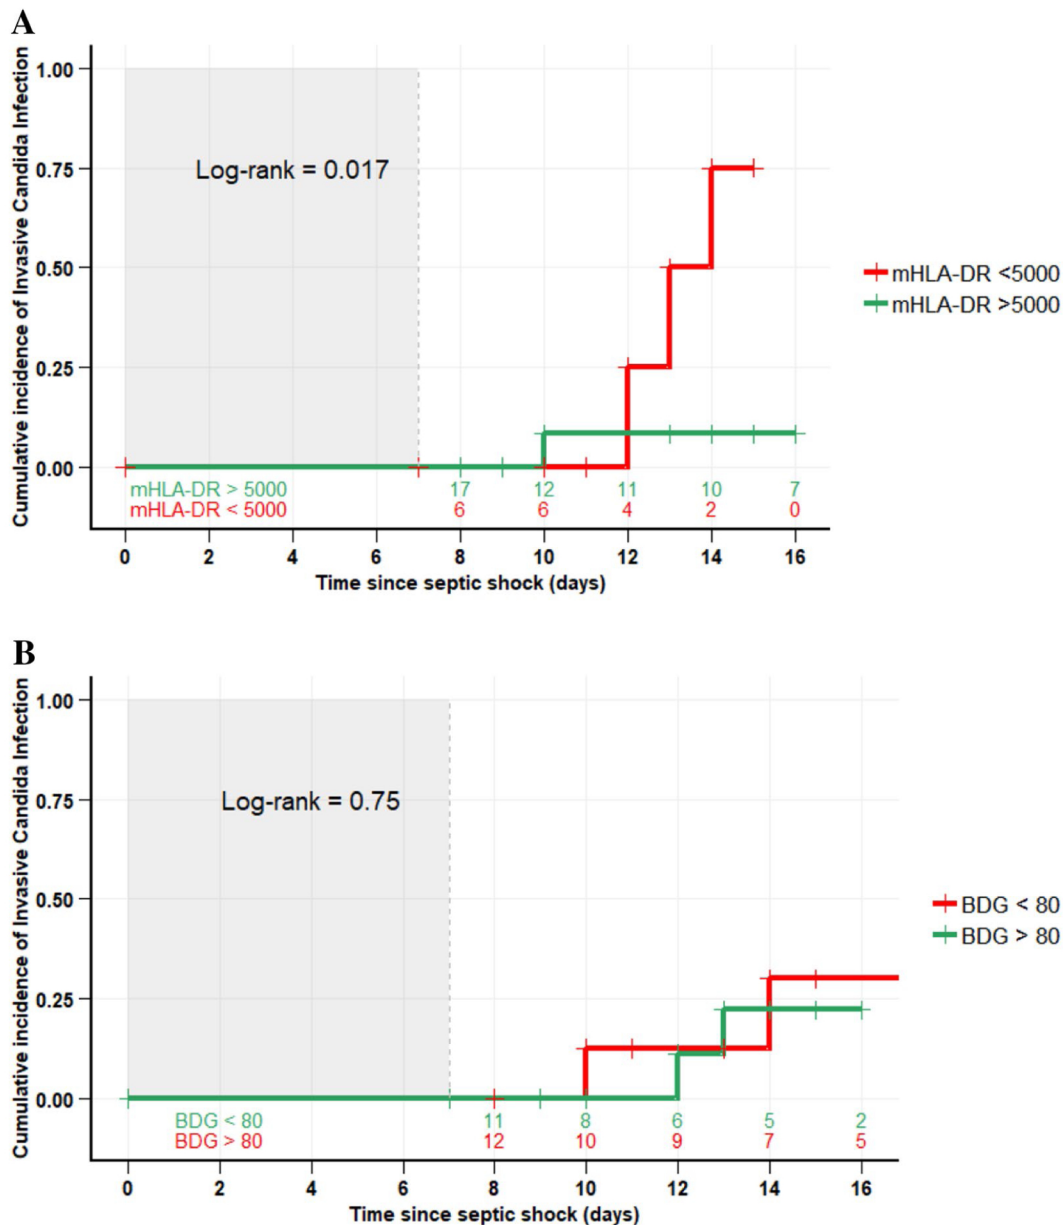 A
Cumulative incidence of Invasive Candida Infection
1.00
0.75
0.50
0.25
0.00
Log-rank = 0.017
mHLA-DR <5000
mHLA-DR >5000
mHLA-DR > 5000 17 12 11 10 7
mHLA-DR < 5000 6 6 4 2 0
0 2 4 6 8 10 12 14 16
Time since septic shock (days)
B
Cumulative incidence of Invasive Candida Infection
1.00
0.75
0.50
0.25
0.00
Log-rank = 0.75
BDG < 80
BDG > 80
BDG < 80 11 8 6 5 2
BDG > 80 12 10 9 7 5
0 2 4 6 8 10 12 14 16
Time since septic shock (days)